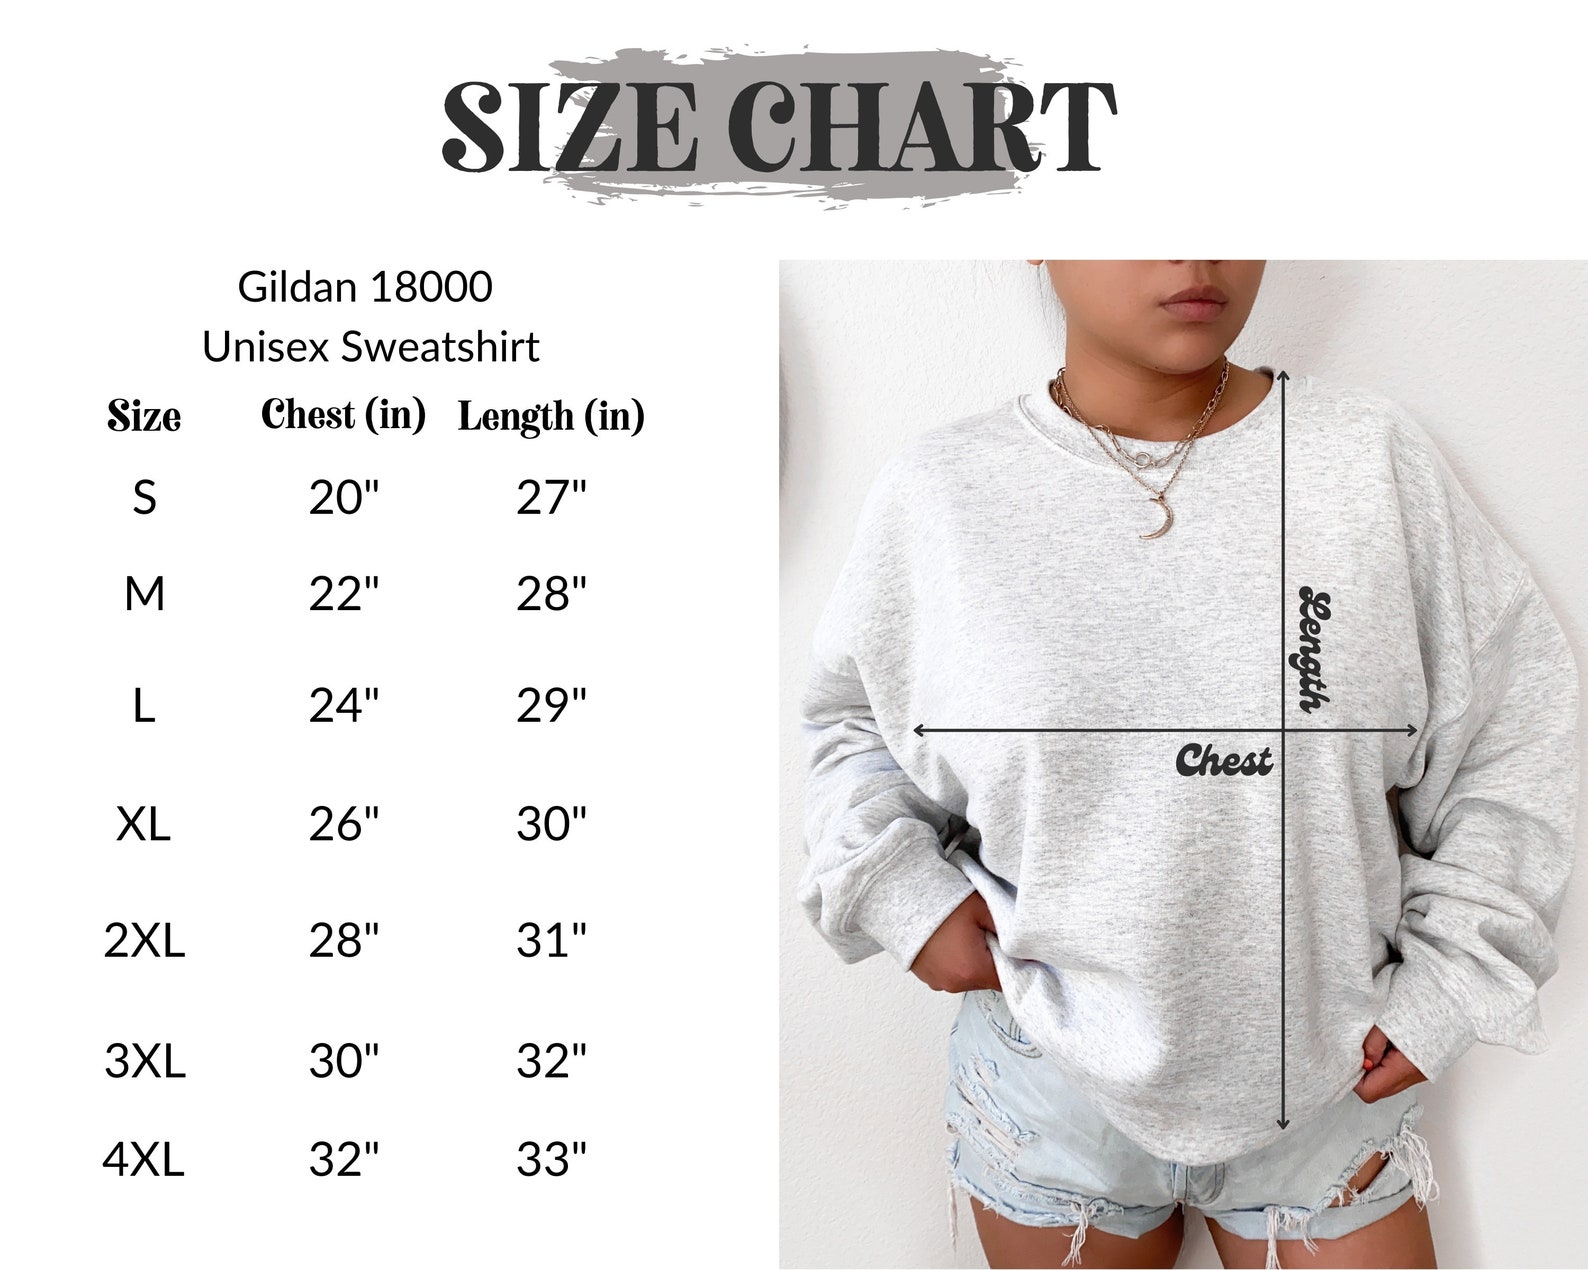 SIZE CHART
Gildan 18000
Unisex Sweatshirt
Size Chest (in) Length (in)
S 20" 27"
M 22" 28"
L 24" 29"
XL 26" 30"
2XL 28" 31"
3XL 30" 32"
4XL 32" 33"
Length
Chest